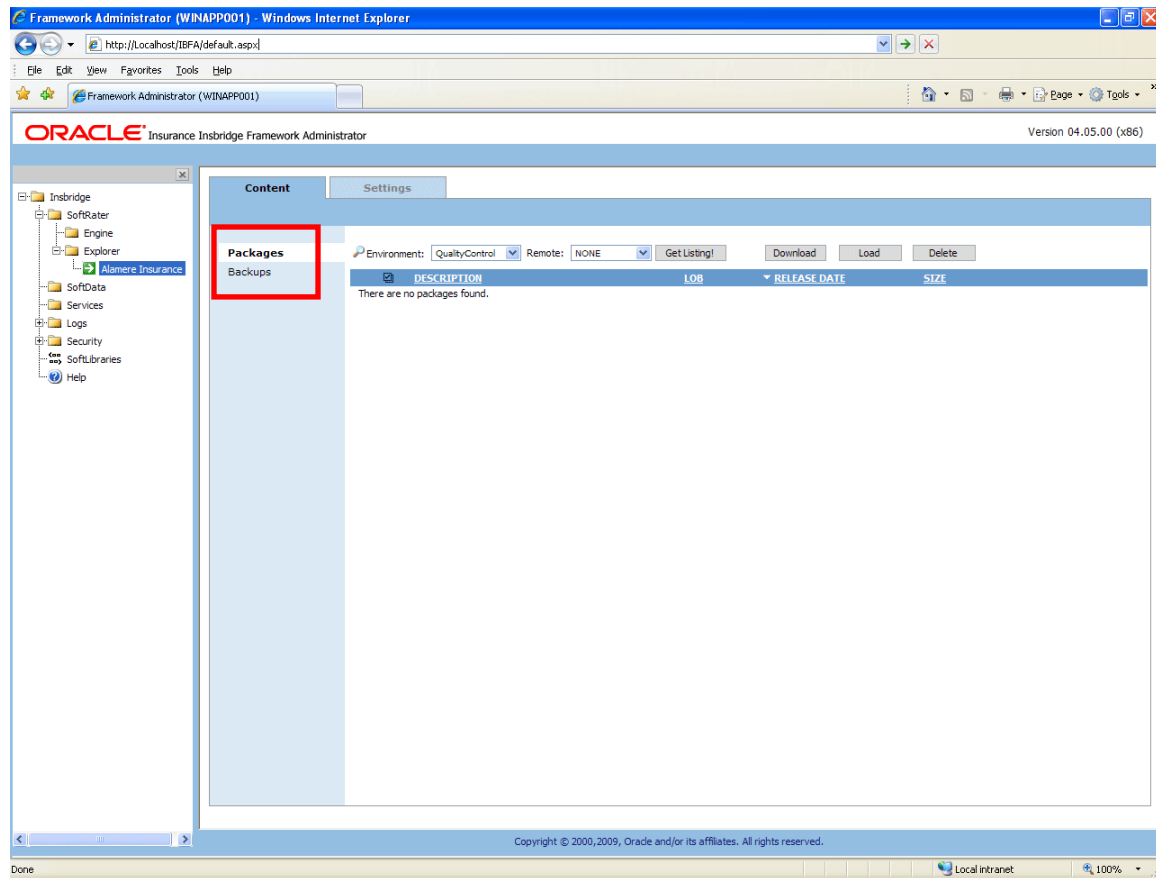 Framework Administrator (WINAPP001) - Windows Internet Explorer
http://Localhost/IBFA/default.aspx
File Edit View Favorites Tools Help
Framework Administrator (WINAPP001)
Page Tools
ORACLE Insurance Insbridge Framework Administrator
Version 04.05.00 (x86)
Content Settings
Insbridge
SoftRater
Engine
Explorer
Alamere Insurance
SoftData
Services
Logs
Security
SoftLibraries
Help
Packages
Backups
Environment: QualityControl Remote: NONE Get Listing! Download Load Delete
DESCRIPTION LOB RELEASE DATE SIZE
There are no packages found.
Copyright © 2000,2009, Oracle and/or its affiliates. All rights reserved.
Done Local intranet 100%